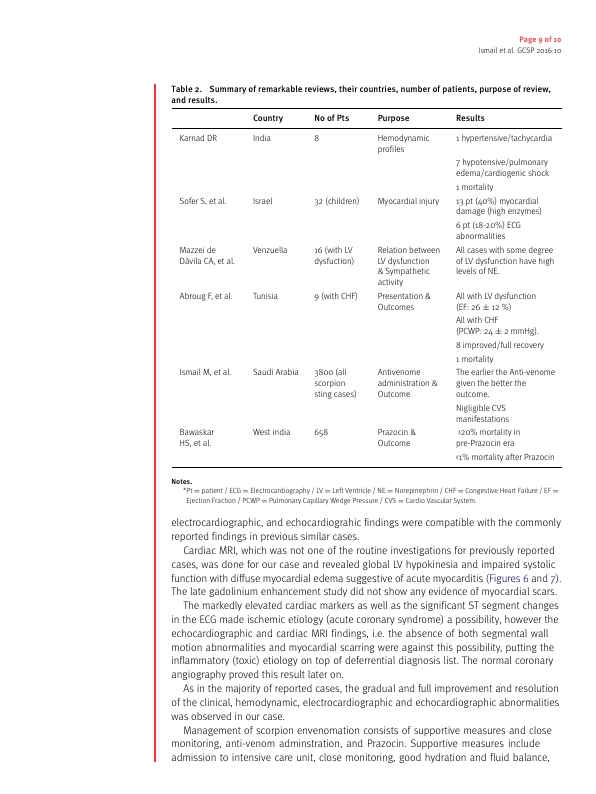 Page 9 of 10
Ismail et al. GCSP 2016:10
Table 2. Summary of remarkable reviews, their countries, number of patients, purpose of review,
and results.
Country No of Pts Purpose Results
Karnad DR India 8 Hemodynamic 1 hypertensive/tachycardia
profiles
7 hypotensive/pulmonary
edema/cardiogenic shock
1 mortality
Sofer S, et al. Israel 32 (children) Myocardial injury 13 pt (40%) myocardial
damage (high enzymes)
6 pt (18-20%) ECG
abnormalities
Mazzei de Venzuella 16 (with LV Relation between All cases with some degree
Dàvila CA, et al. dysfuction) LV dysfunction of LV dysfunction have high
& Sympathetic levels of NE.
activity
Abroug F, et al. Tunisia 9 (with CHF) Presentation & All with LV dysfunction
Outcomes (EF: 26 ± 12 %)
All with CHF
(PCWP: 24 ± 2 mmHg).
8 improved/full recovery
1 mortality
Ismail M, et al. Saudi Arabia 3800 (all Antivenome The earlier the Anti-venome
scorpion administration & given the better the
sting cases) Outcome outcome.
Nigligible CVS
manifestations
Bawaskar West india 658 Prazocin & >20% mortality in
HS, et al. Outcome pre-Prazocin era
<1% mortality after Prazocin
Notes.
*Pt = patient / ECG = Electrocardiography / LV = Left Ventricle / NE = Norepinephrin / CHF = Congestive Heart Failure / EF =
Ejection Fraction / PCWP = Pulmonary Capillary Wedge Pressure / CVS = Cardio Vascular System.
electrocardiographic, and echocardiograhic findings were compatible with the commonly
reported findings in previous similar cases.
Cardiac MRI, which was not one of the routine investigations for previously reported
cases, was done for our case and revealed global LV hypokinesia and impaired systolic
function with diffuse myocardial edema suggestive of acute myocarditis (Figures 6 and 7).
The late gadolinium enhancement study did not show any evidence of myocardial scars.
The markedly elevated cardiac markers as well as the significant ST segment changes
in the ECG made ischemic etiology (acute coronary syndrome) a possibility, however the
echocardiographic and cardiac MRI findings, i.e. the absence of both segmental wall
motion abnormalities and myocardial scarring were against this possibility, putting the
inflammatory (toxic) etiology on top of deferrential diagnosis list. The normal coronary
angiography proved this result later on.
As in the majority of reported cases, the gradual and full improvement and resolution
of the clinical, hemodynamic, electrocardiographic and echocardiographic abnormalities
was observed in our case.
Management of scorpion envenomation consists of supportive measures and close
monitoring, anti-venom adminstration, and Prazocin. Supportive measures include
admission to intensive care unit, close monitoring, good hydration and fluid balance,